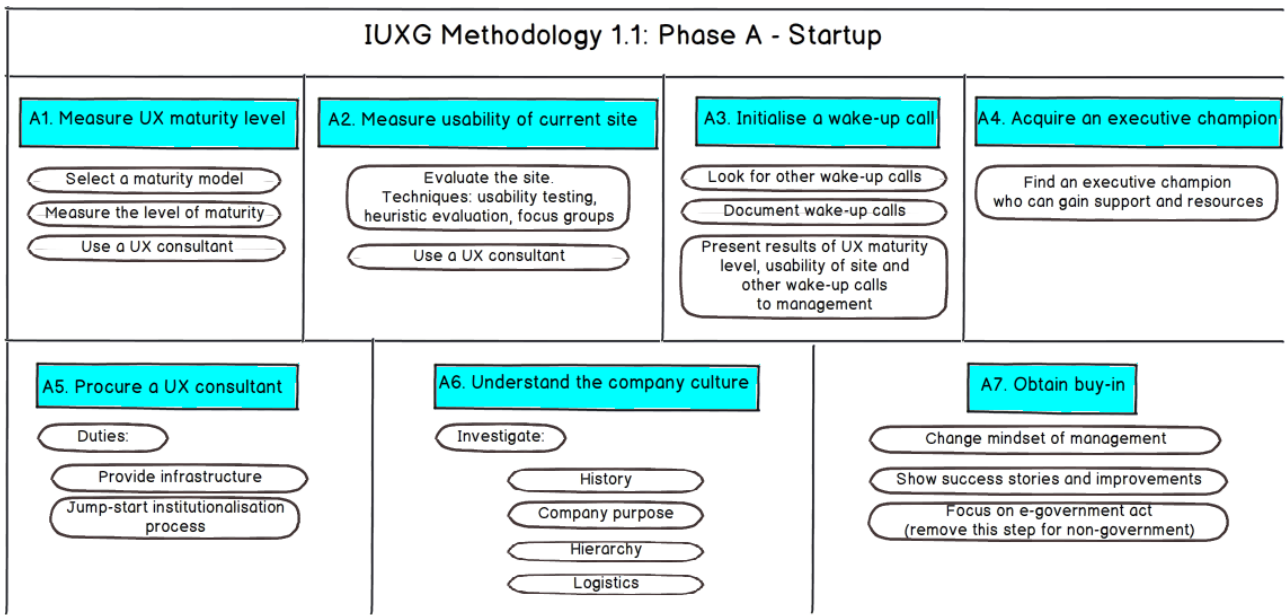 IUXG Methodology 1.1: Phase A - Startup
A1. Measure UX maturity level
Select a maturity model
Measure the level of maturity
Use a UX consultant
A2. Measure usability of current site
Evaluate the site.
Techniques: usability testing,
heuristic evaluation, focus groups
Use a UX consultant
A3. Initialise a wake-up call
Look for other wake-up calls
Document wake-up calls
Present results of UX maturity
level, usability of site and
other wake-up calls
to management
A4. Acquire an executive champion
Find an executive champion
who can gain support and resources
A5. Procure a UX consultant
Duties:
Provide infrastructure
Jump-start institutionalisation
process
A6. Understand the company culture
Investigate:
History
Company purpose
Hierarchy
Logistics
A7. Obtain buy-in
Change mindset of management
Show success stories and improvements
Focus on e-government act
(remove this step for non-government)